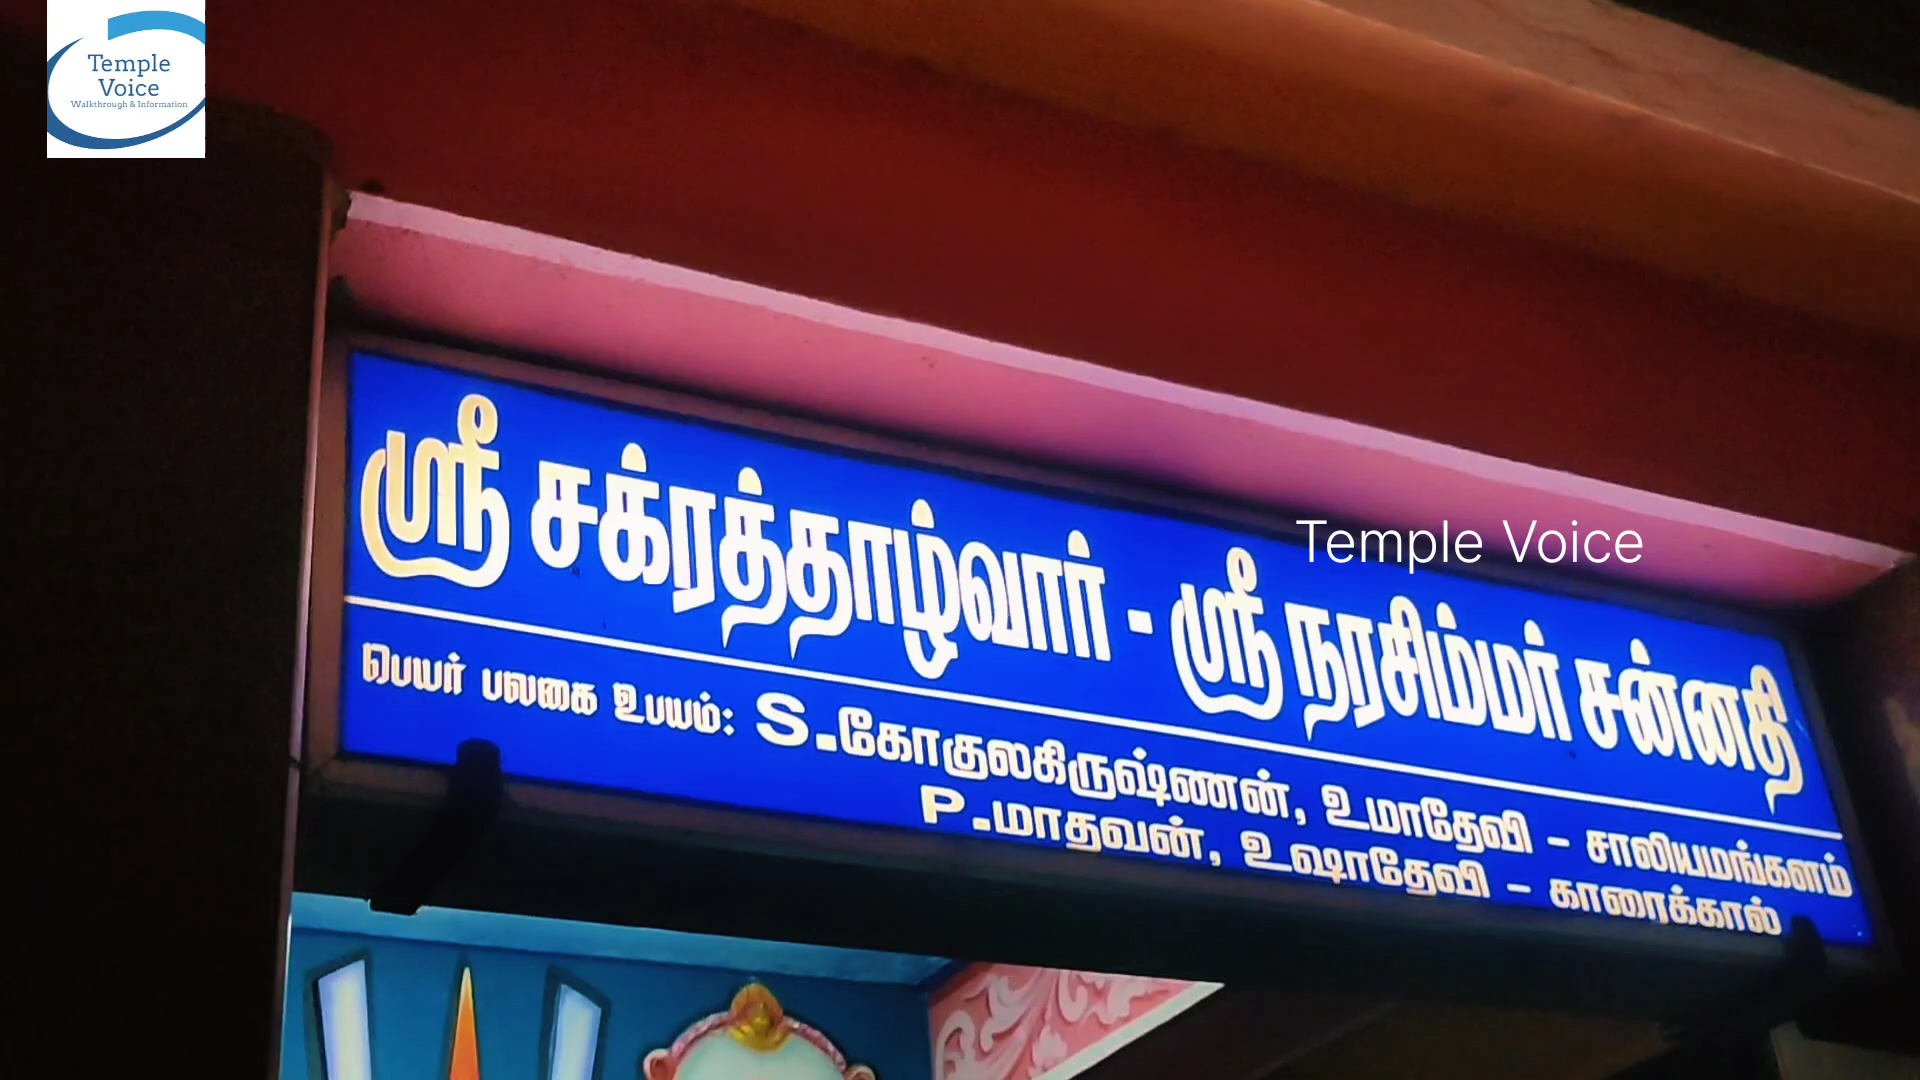 Temple
Voice
Walkthrough & Information
ஸ்ரீ சக்ரத்தாழ்வார் - ஸ்ரீ நரசிம்மர் சன்னதி
Temple Voice
பெயர் பலகை உபயம்: S.கோகுலகிருஷ்ணன், உமாதேவி - சாலியமங்களம்
P.மாதவன், உஷாதேவி - காரைக்கால்